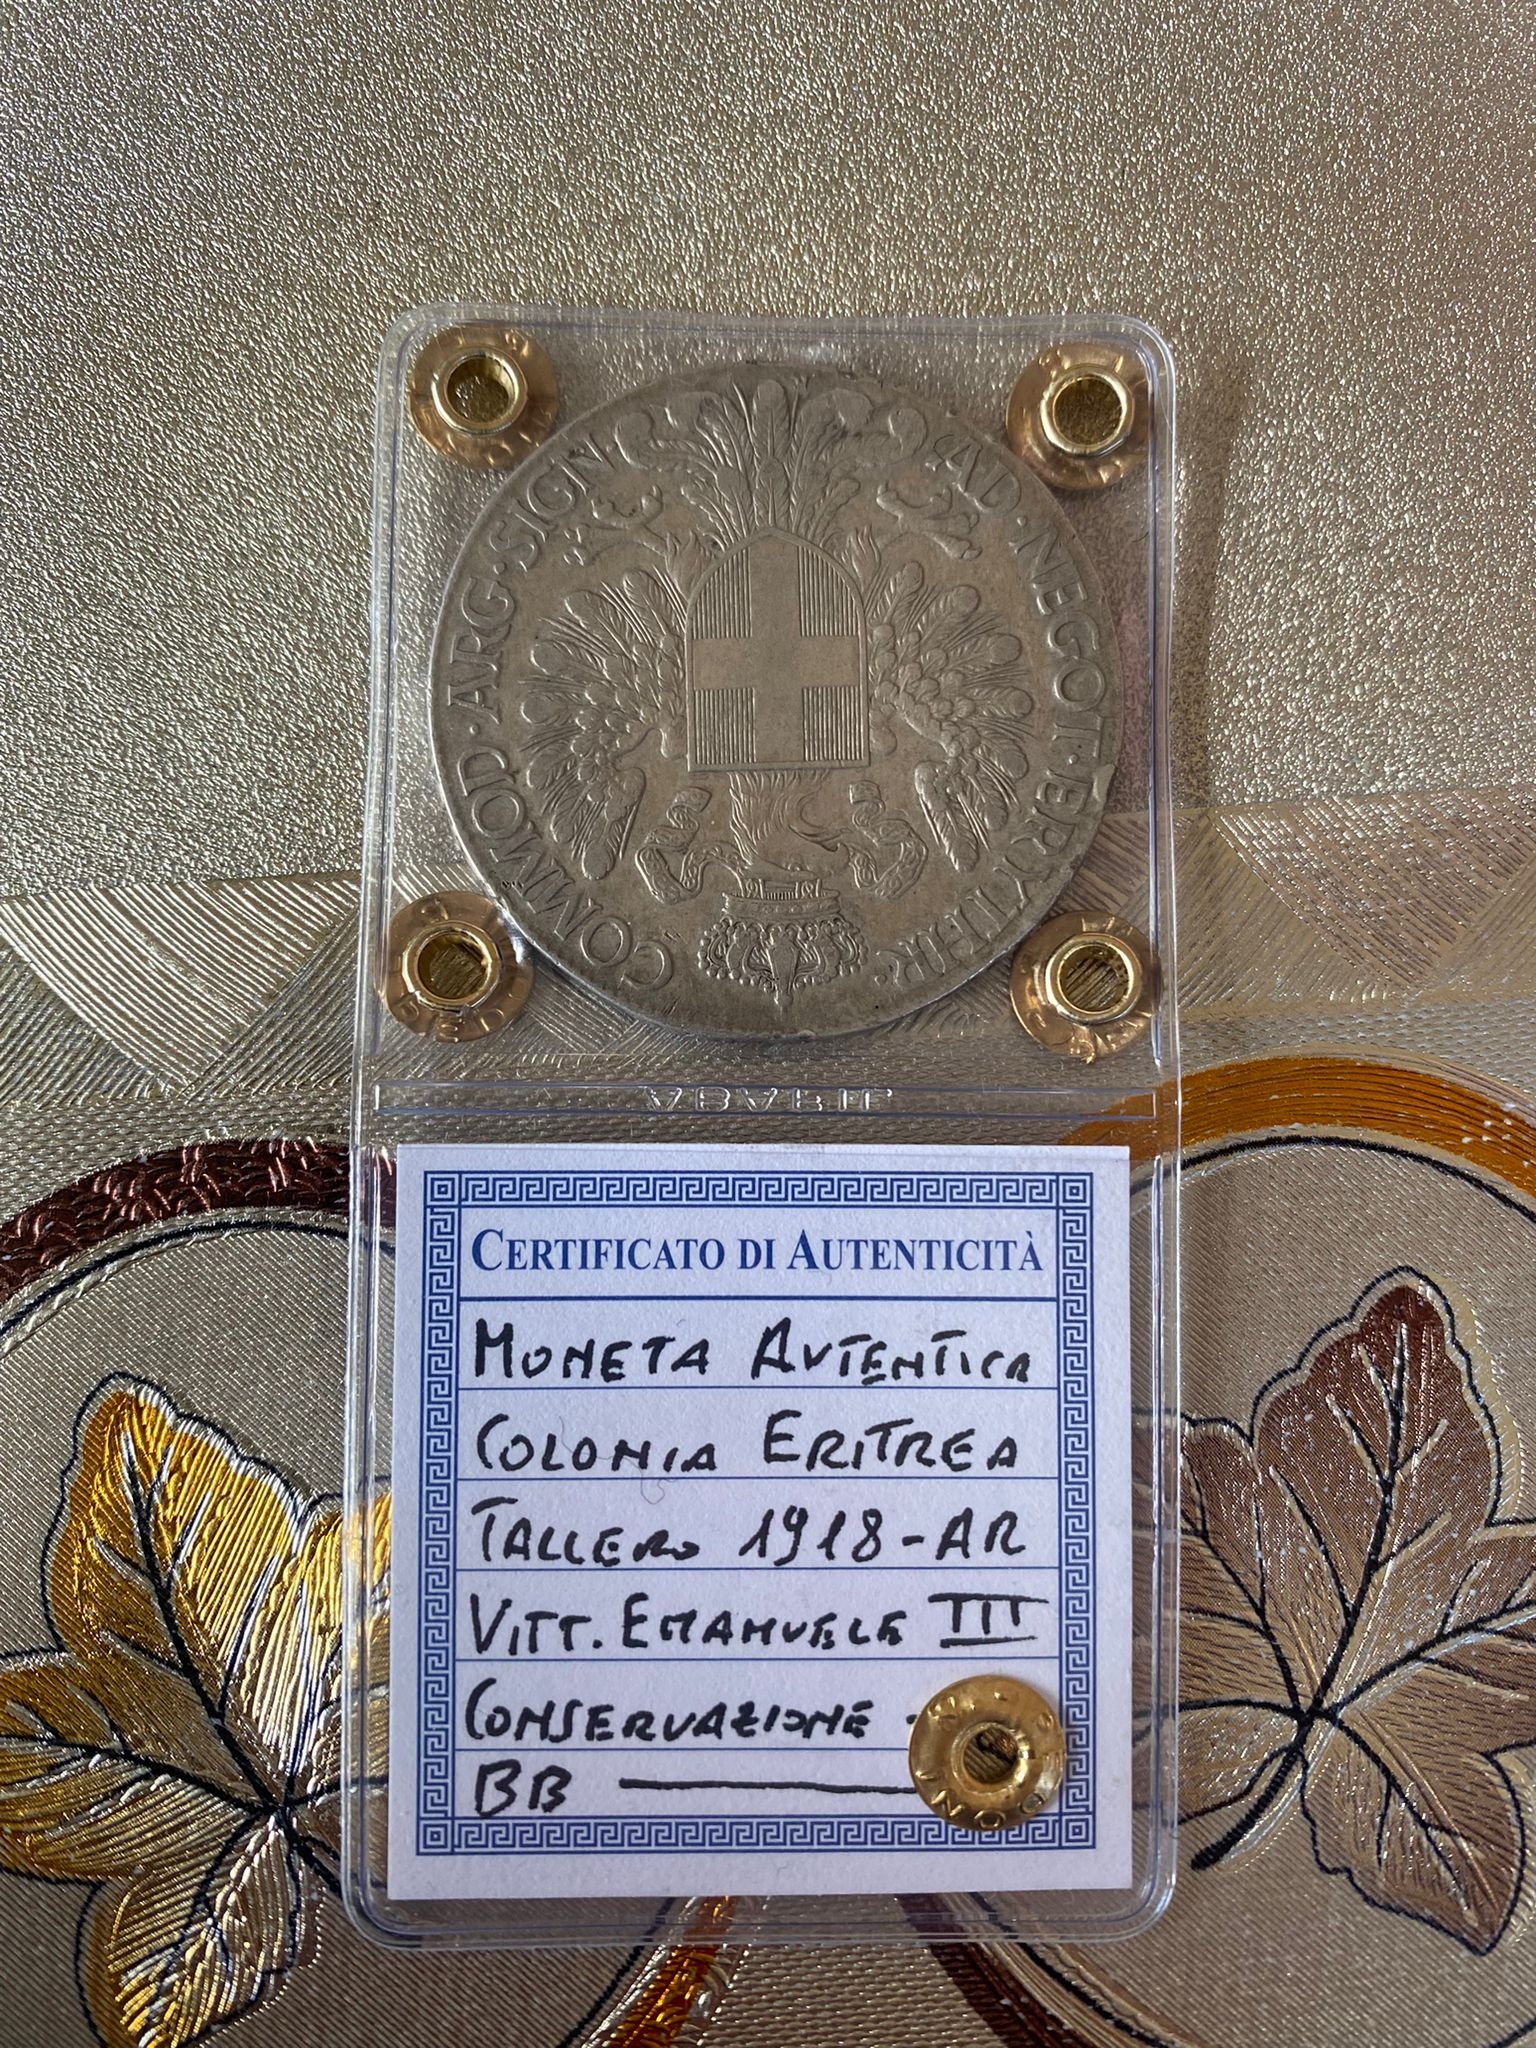 COMMOD · ARG · SIGN · AD · NEGOT · ERYTHR ·
CERTIFICATO DI AUTENTICITÀ
MONETA AUTENTICA
COLONIA ERITREA
TALLERO 1918-AR
VITT. EMANUELE III
CONSERVAZIONE
BB